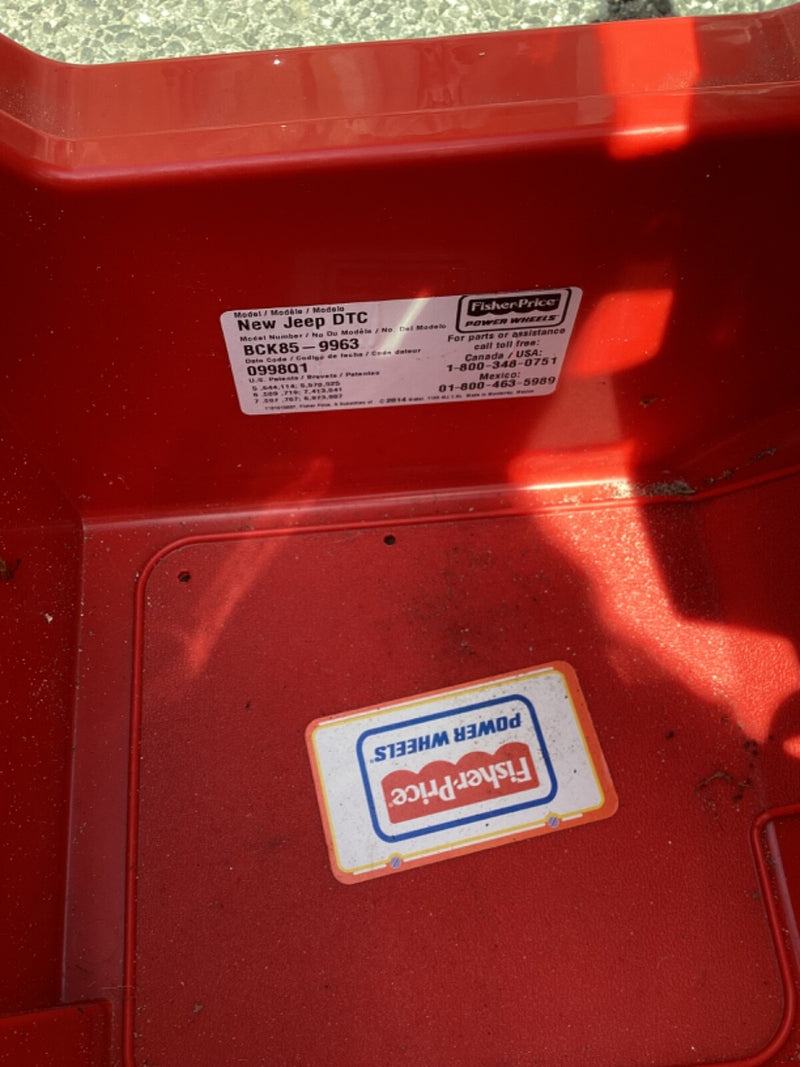 Model / Modèle / Modelo
New Jeep DTC
Model Number / No Du Modèle / No. Del Modelo
BCK85-9963
Date Code / Codigo de fecha / Code dateur
0998Q1
U.S. Patents / Brevets / Patentes
Fisher-Price
POWER WHEELS
For parts or assistance
call toll free:
Canada / USA:
1-800-348-0751
Mexico:
01-800-463-5989
© 2014
Fisher-Price®
POWER WHEELS®